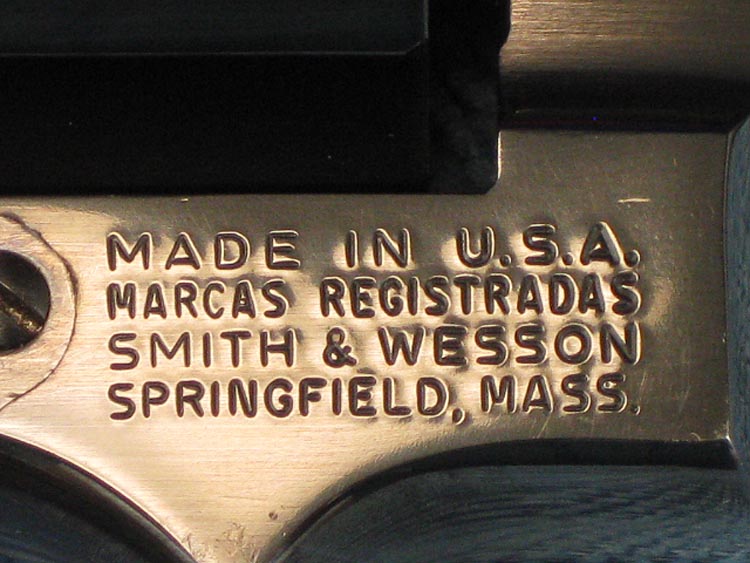 MADE IN U.S.A.
MARCAS REGISTRADAS
SMITH & WESSON
SPRINGFIELD, MASS.